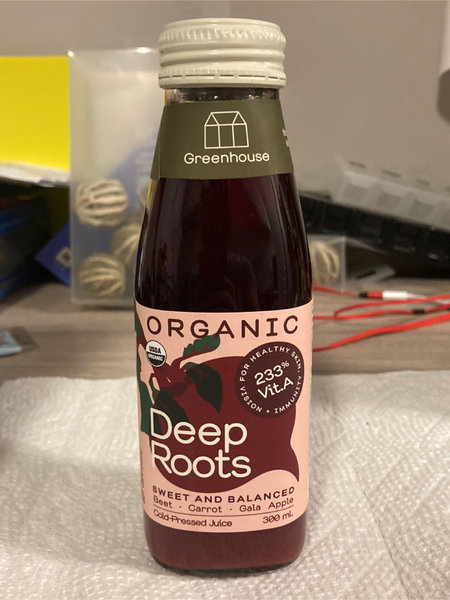 Greenhouse
ORGANIC
USDA
ORGANIC
FOR HEALTHY SKIN,
233%
Vit.A
VISION + IMMUNITY
Deep
Roots
SWEET AND BALANCED
Beet · Carrot · Gala Apple
Cold-Pressed Juice 300 mL